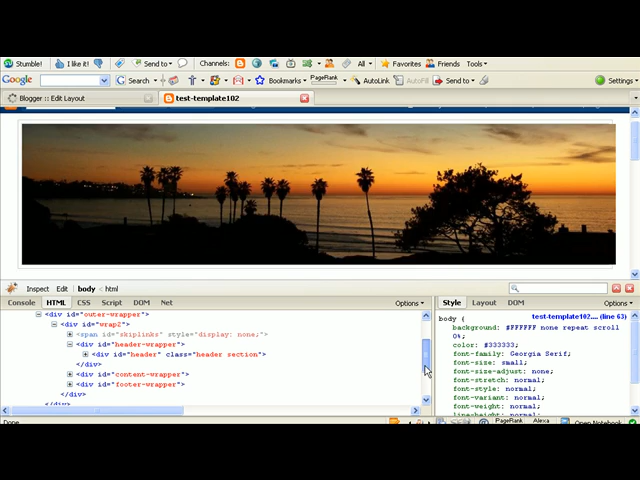 Stumble! I like it! Send to Channels: All Favorites Friends Tools
Google Search Bookmarks PageRank AutoLink AutoFill Send to Settings
Blogger :: Edit Layout test-template102
Inspect Edit body < html
Console HTML CSS Script DOM Net Options Style Layout DOM
<div id="outer-wrapper">
<div id="wrap2">
<span id="skiplinks" style="display: none;">
<div id="header-wrapper">
<div id="header" class="header section">
</div>
<div id="content-wrapper">
<div id="footer-wrapper">
</div>
test-template102.... (line 63)
body {
background: #FFFFFF none repeat scroll
0%;
color: #333333;
font-family: Georgia Serif;
font-size: small;
font-size-adjust: none;
font-stretch: normal;
font-style: normal;
font-variant: normal;
font-weight: normal;
line-height: normal;
Done PageRank Alexa Open Notebook